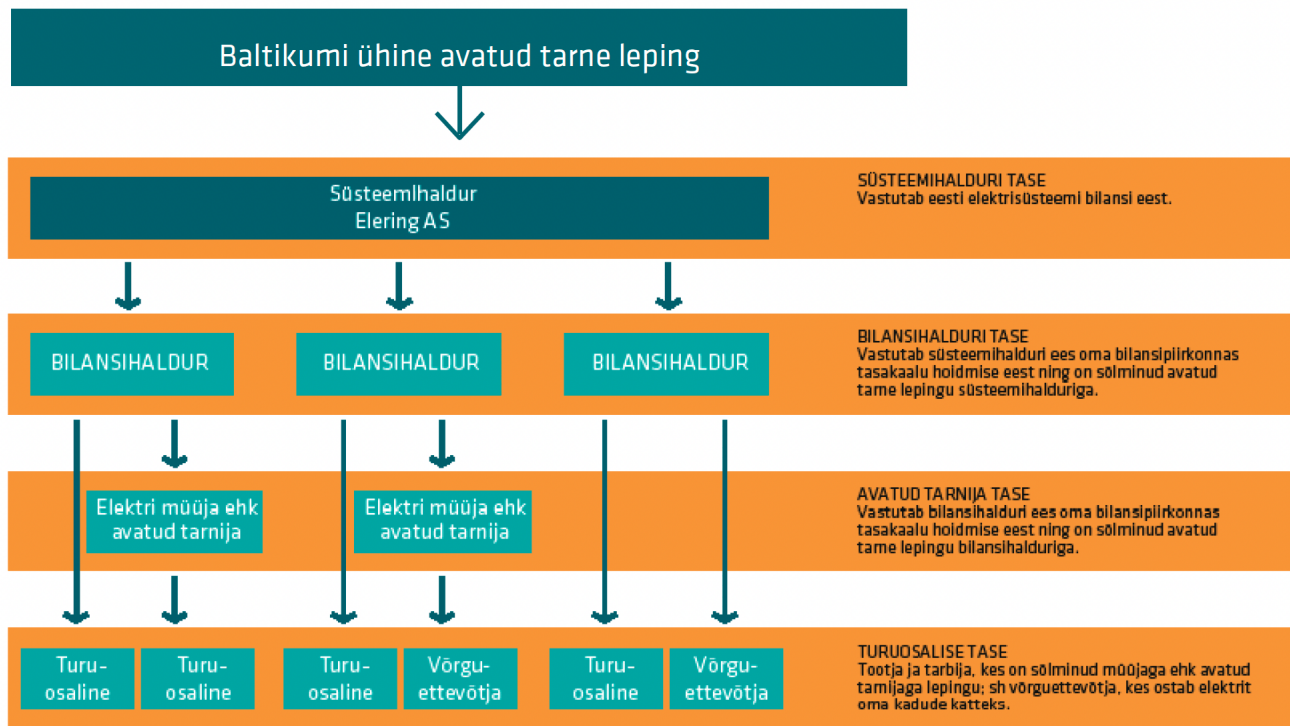 Baltikumi ühine avatud tarne leping
Süsteemihaldur
Elering AS
SÜSTEEMIHALDURI TASE
Vastutab eesti elektrisüsteemi bilansi eest.
BILANSIHALDUR
BILANSIHALDUR
BILANSIHALDUR
BILANSIHALDURI TASE
Vastutab süsteemihalduri ees oma bilansipiirkonnas
tasakaalu hoidmise eest ning on sõlminud avatud
tarne lepingu süsteemihalduriga.
Elektri müüja ehk
avatud tarnija
Elektri müüja ehk
avatud tarnija
AVATUD TARNIJA TASE
Vastutab bilansihalduri ees oma bilansipiirkonnas
tasakaalu hoidmise eest ning on sõlminud avatud
tarne lepingu bilansihalduriga.
Turu-
osaline
Turu-
osaline
Turu-
osaline
Võrgu-
ettevõtja
Turu-
osaline
Võrgu-
ettevõtja
TURUOSALISE TASE
Tootja ja tarbija, kes on sõlminud müüjaga ehk avatud
tarnijaga lepingu; sh võrguettevõtja, kes ostab elektrit
oma kadude katteks.